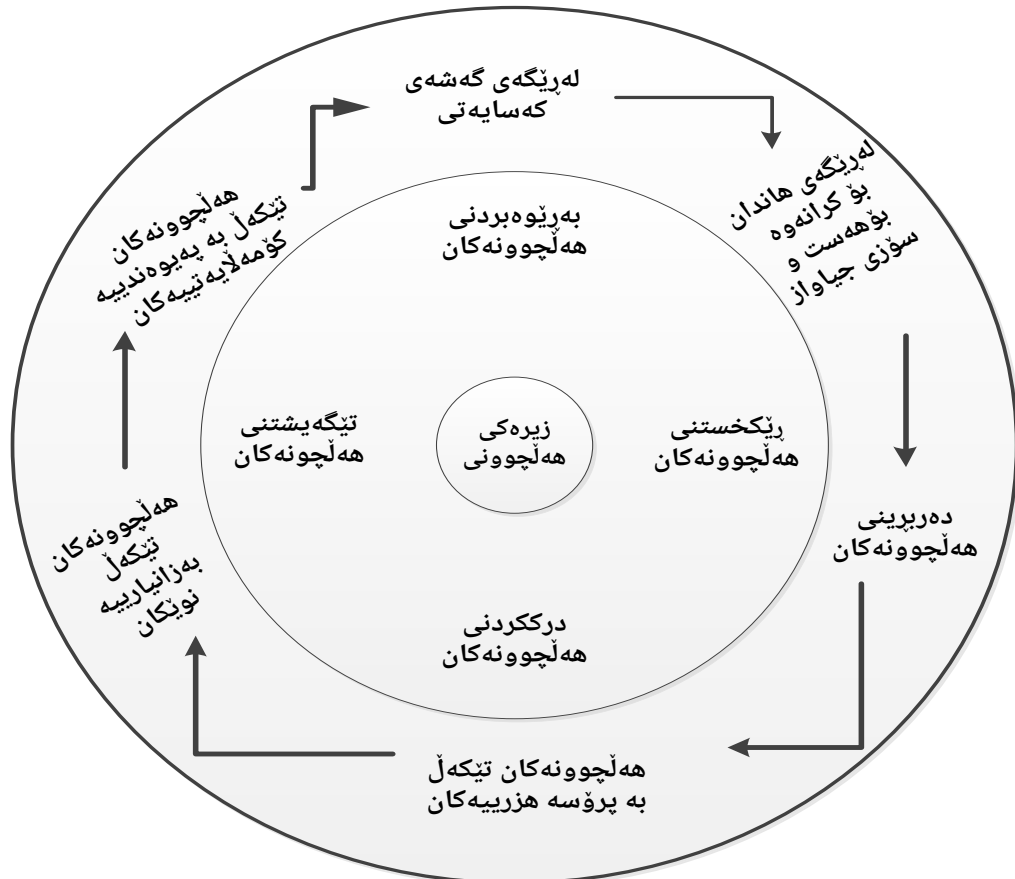 لەڕێگەی گەشەی
کەسایەتی
لەڕێگەی هاندان
بۆ کرانەوە
بۆهەست و
سۆزی جیاواز
دەربڕینی
هەڵچوونەکان
هەڵچوونەکان تێکەڵ
بە پرۆسە هزرییەکان
هەڵچوونەکان
تێکەڵ
بەزانیارییە
نوێکان
هەڵچوونەکان
تێکەڵ بە پەیوەندییە
کۆمەڵایەتییەکان
بەڕێوەبردنی
هەڵچوونەکان
ڕێکخستنی
هەڵچوونەکان
درککردنی
هەڵچوونەکان
تێگەیشتنی
هەڵچونەکان
زیرەکی
هەڵچوونی